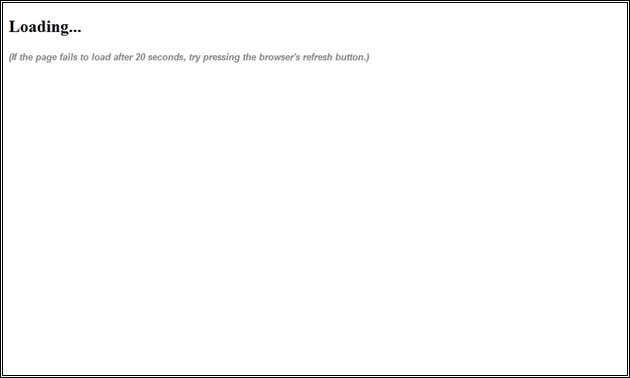 Loading...
(If the page fails to load after 20 seconds, try pressing the browser's refresh button.)